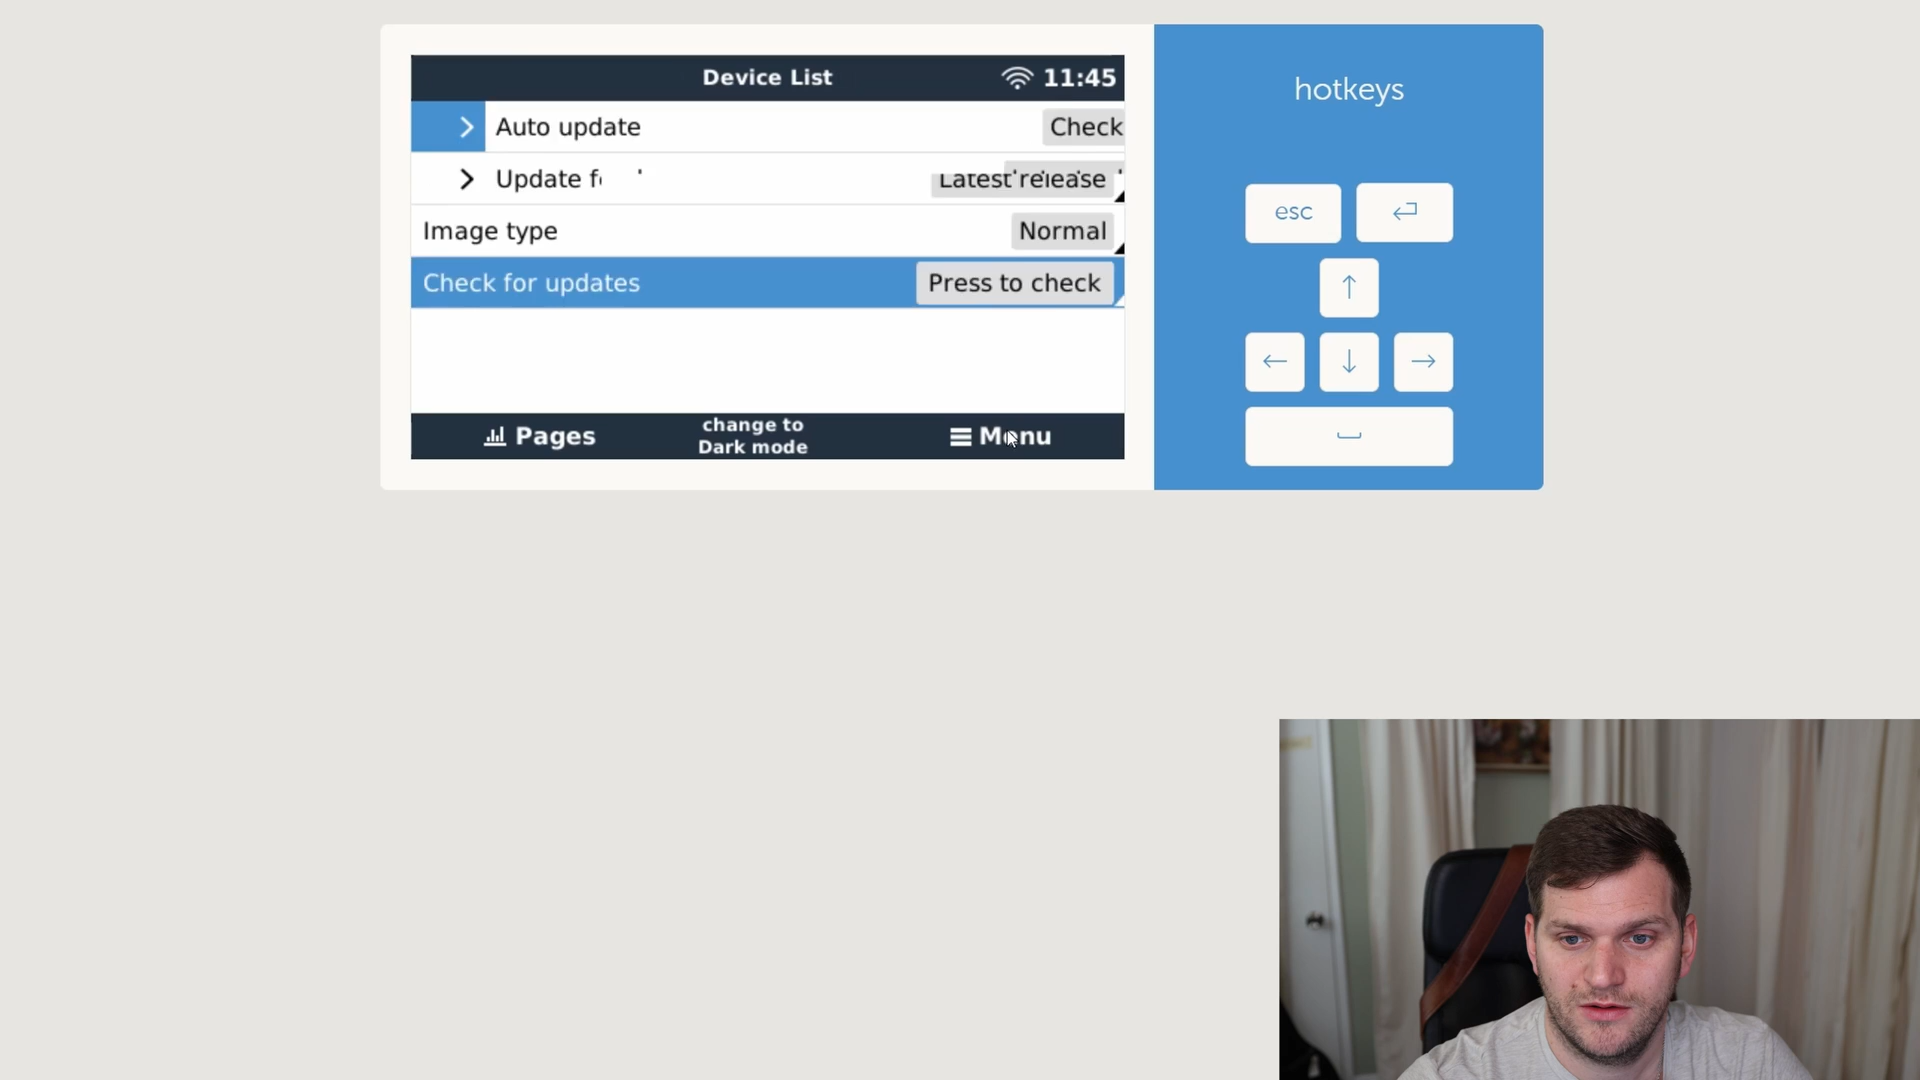 Device List 11:45
Auto update Check
Update Latest release
Image type Normal
Check for updates Press to check
Pages
change to
Dark mode
Menu
hotkeys
esc